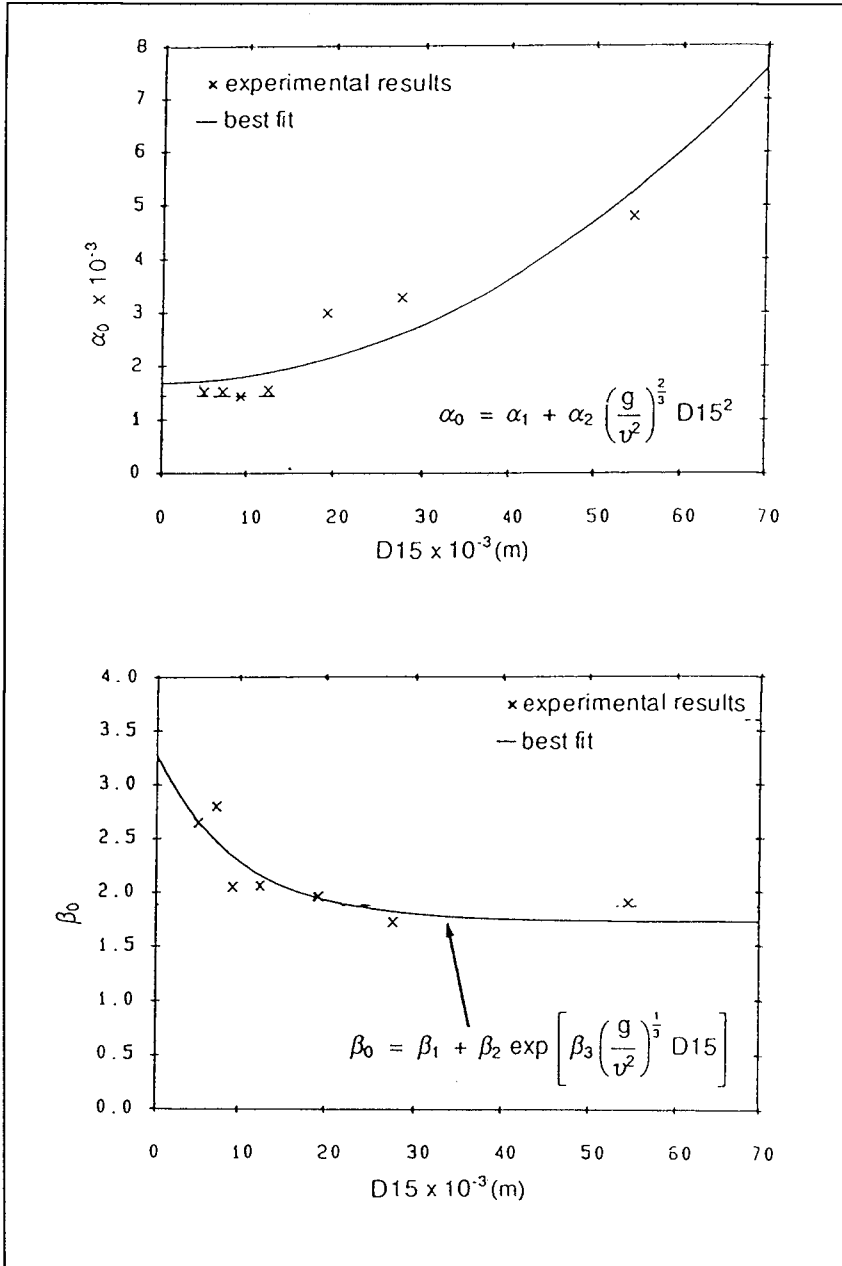 8
× experimental results
7
— best fit
6
5
4
3
2
1
0
α₀ x 10⁻³
α₀ = α₁ + α₂ (g/υ²)^(2/3) D15²
0 10 20 30 40 50 60 70
D15 x 10⁻³(m)
4.0
× experimental results
3.5
— best fit
3.0
2.5
2.0
1.5
1.0
0.5
0.0
β₀
β₀ = β₁ + β₂ exp [β₃(g/υ²)^(1/3) D15]
0 10 20 30 40 50 60 70
D15 x 10⁻³(m)